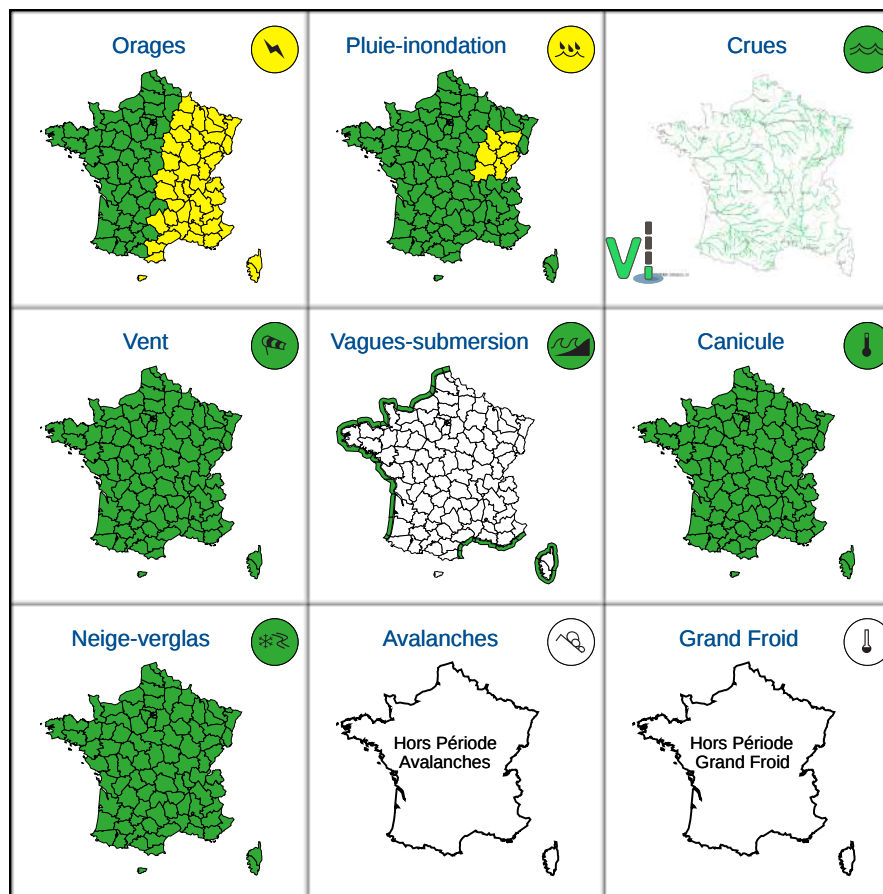 Orages
Pluie-inondation
Crues
Vent
Vagues-submersion
Canicule
Neige-verglas
Avalanches
Grand Froid
Hors Période
Avalanches
Hors Période
Grand Froid